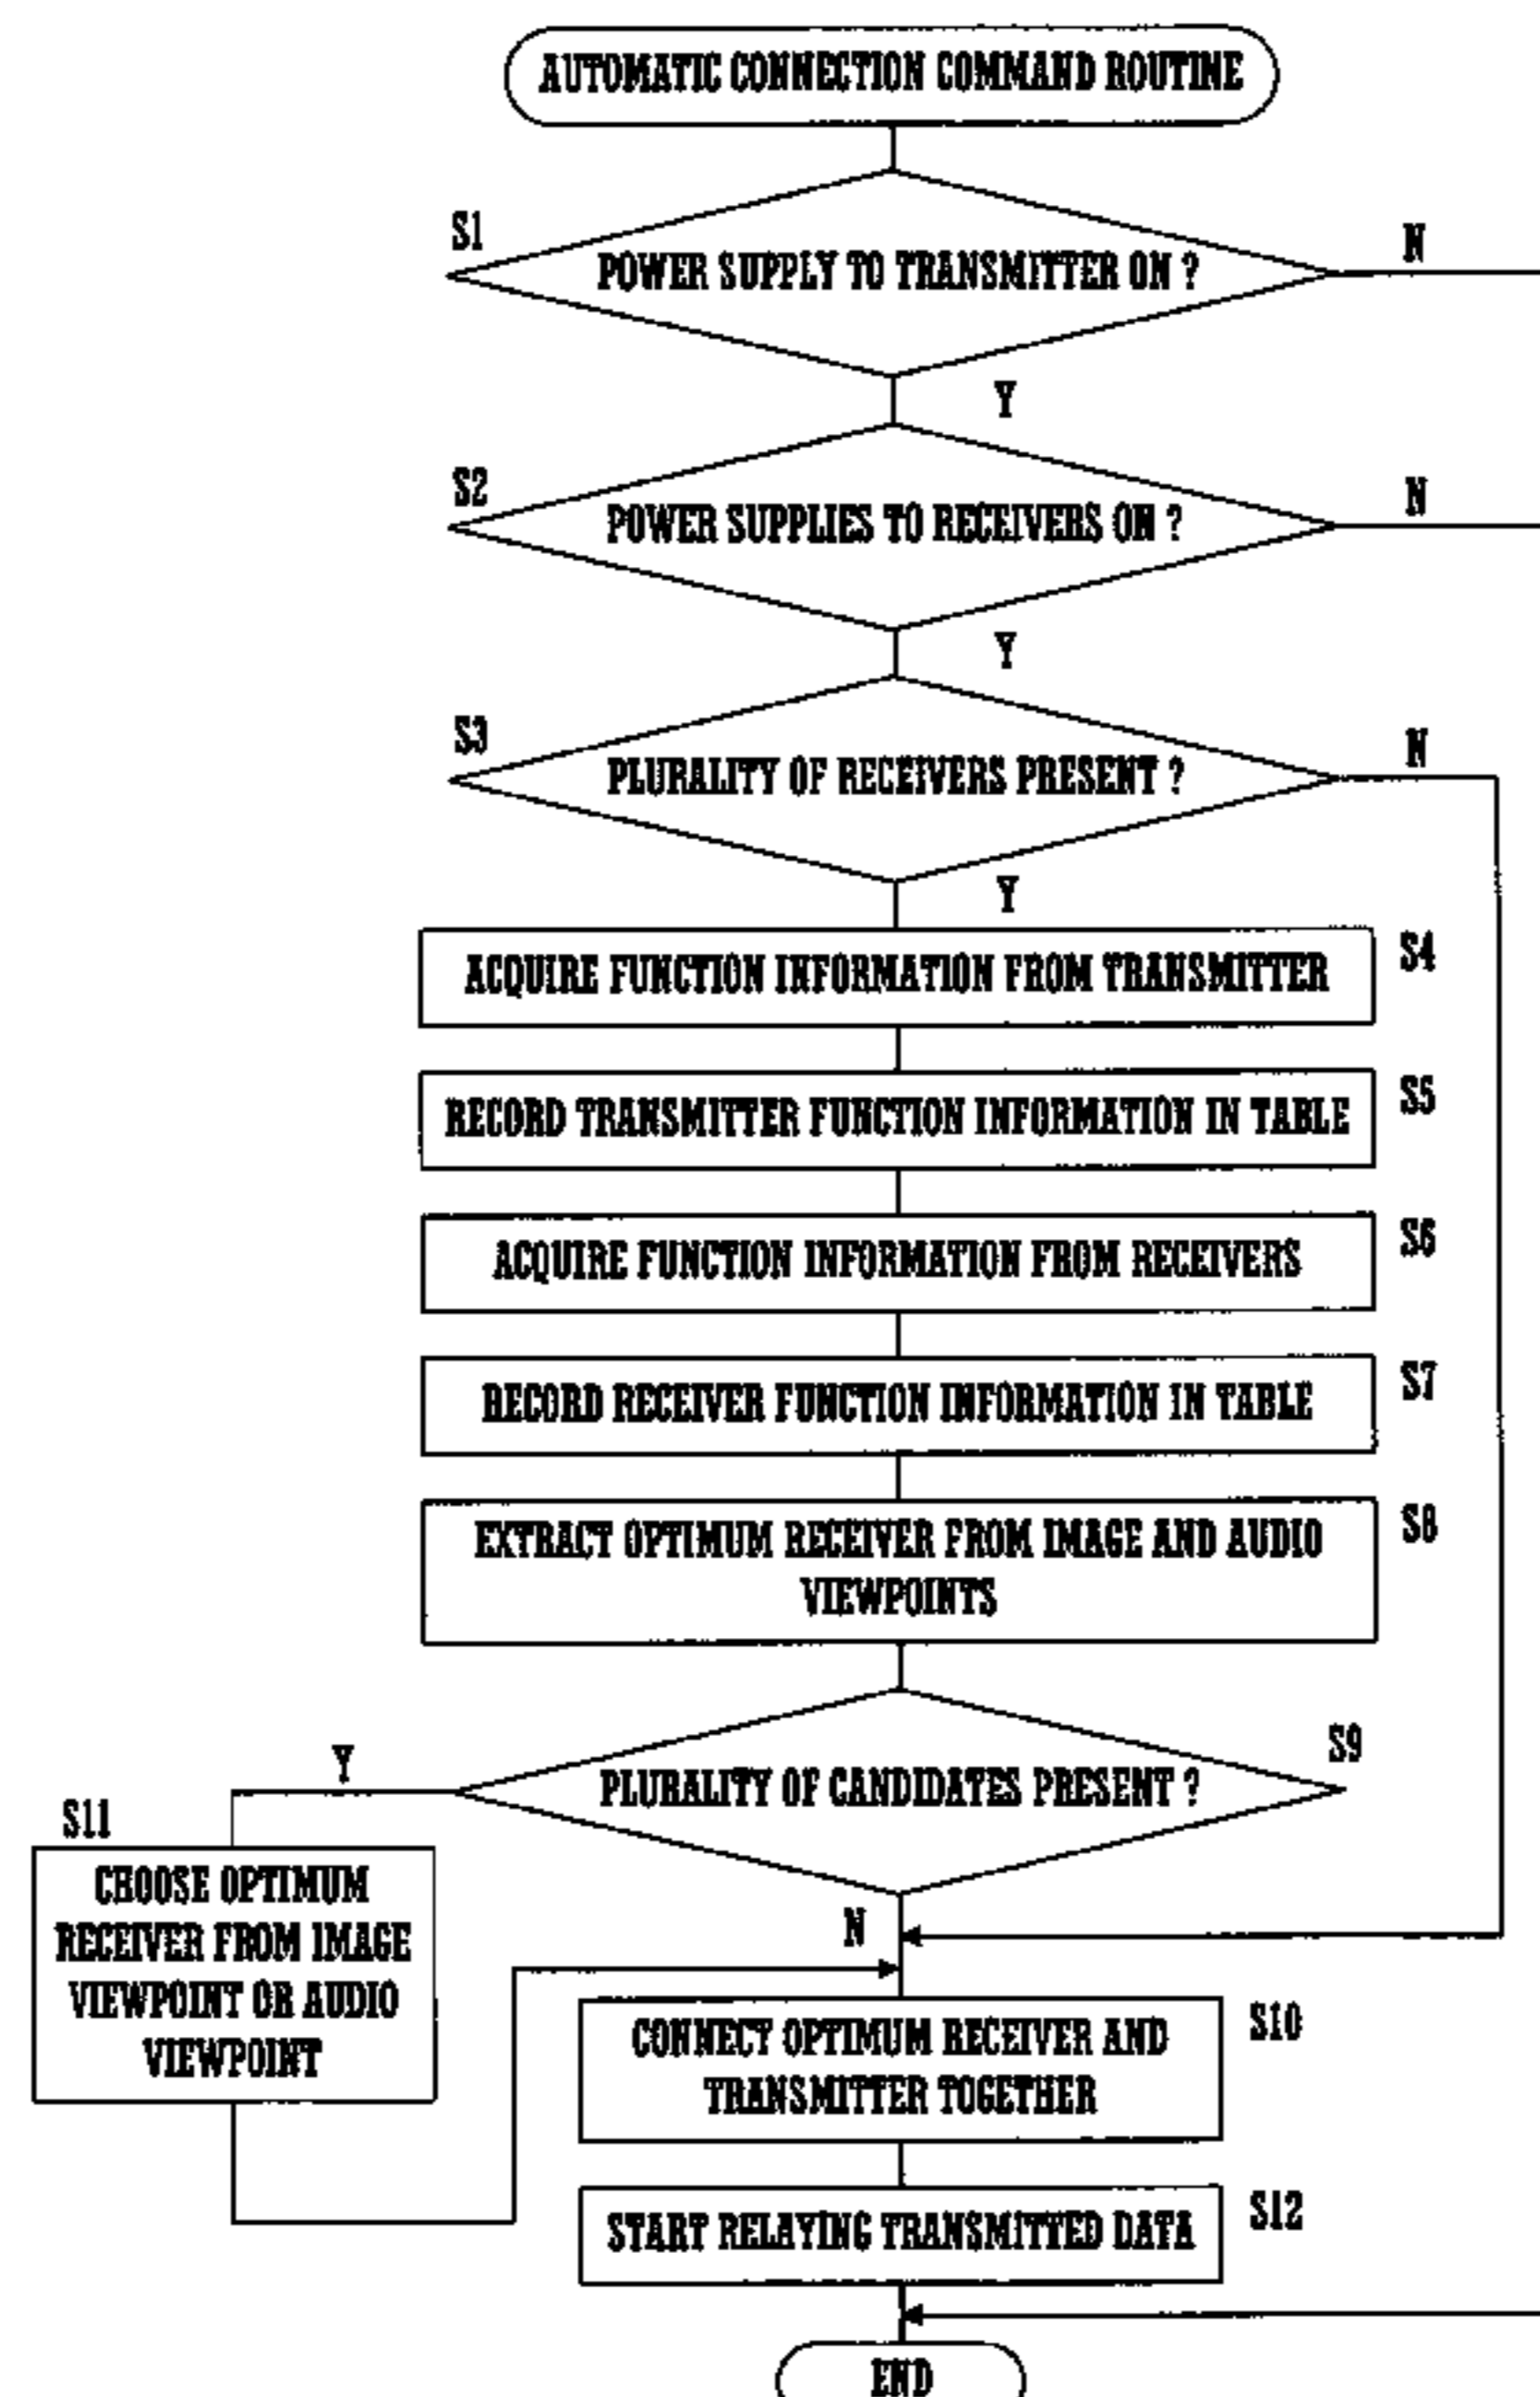 AUTOMATIC CONNECTION COMMAND ROUTINE
S1
POWER SUPPLY TO TRANSMITTER ON ?
N
Y
S2
POWER SUPPLIES TO RECEIVERS ON ?
N
Y
S3
PLURALITY OF RECEIVERS PRESENT ?
N
Y
ACQUIRE FUNCTION INFORMATION FROM TRANSMITTER
S4
RECORD TRANSMITTER FUNCTION INFORMATION IN TABLE
S5
ACQUIRE FUNCTION INFORMATION FROM RECEIVERS
S6
RECORD RECEIVER FUNCTION INFORMATION IN TABLE
S7
EXTRACT OPTIMUM RECEIVER FROM IMAGE AND AUDIO
VIEWPOINTS
S8
PLURALITY OF CANDIDATES PRESENT ?
S9
Y
S11
CHOOSE OPTIMUM
RECEIVER FROM IMAGE
VIEWPOINT OR AUDIO
VIEWPOINT
N
CONNECT OPTIMUM RECEIVER AND
TRANSMITTER TOGETHER
S10
START RELAYING TRANSMITTED DATA
S12
END